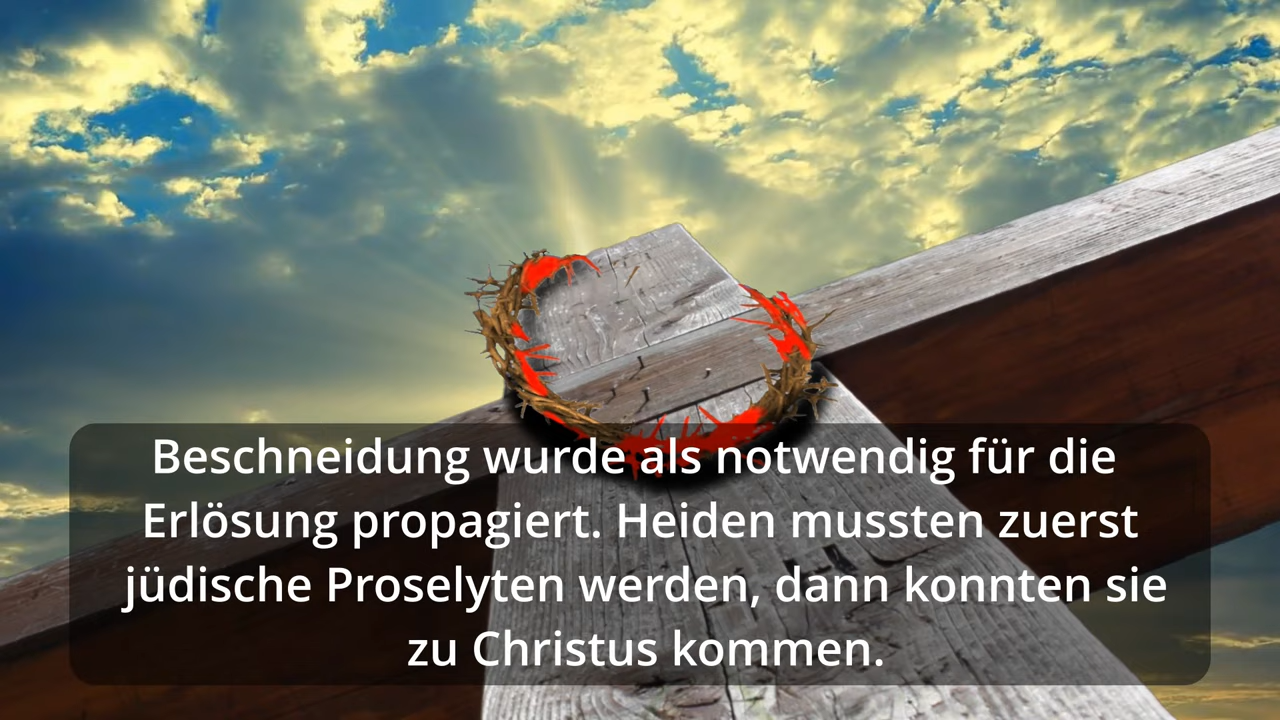 Beschneidung wurde als notwendig für die
Erlösung propagiert. Heiden mussten zuerst
jüdische Proselyten werden, dann konnten sie
zu Christus kommen.